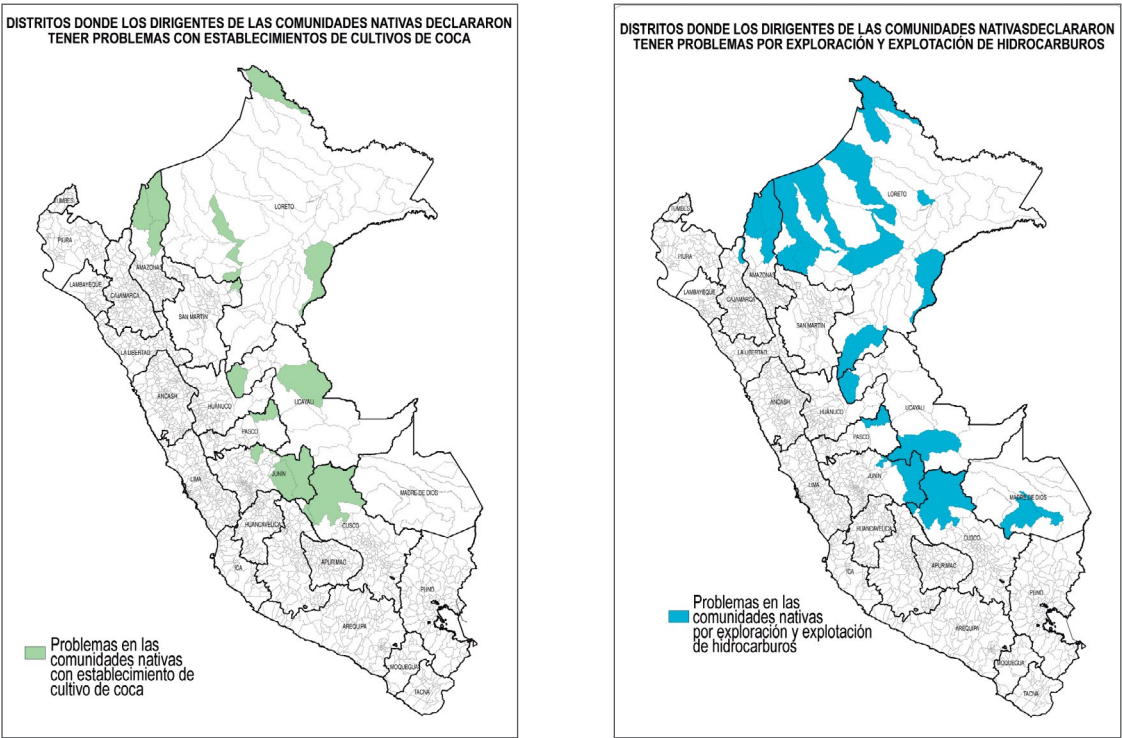 DISTRITOS DONDE LOS DIRIGENTES DE LAS COMUNIDADES NATIVAS DECLARARON
TENER PROBLEMAS CON ESTABLECIMIENTOS DE CULTIVOS DE COCA
TUMBES
PIURA
LORETO
AMAZONAS
LAMBAYEQUE
CAJAMARCA
SAN MARTIN
LA LIBERTAD
ANCASH
HUÁNUCO
UCAYALI
PASCO
JUNIN
LIMA
MADRE DE DIOS
HUANCAVELICA
CUSCO
ICA
APURIMAC
PUNO
AREQUIPA
MOQUEGUA
TACNA
Problemas en las
comunidades nativas
con establecimiento de
cultivo de coca
DISTRITOS DONDE LOS DIRIGENTES DE LAS COMUNIDADES NATIVASDECLARARON
TENER PROBLEMAS POR EXPLORACIÓN Y EXPLOTACIÓN DE HIDROCARBUROS
TUMBES
PIURA
LORETO
AMAZONAS
LAMBAYEQUE
CAJAMARCA
SAN MARTIN
LA LIBERTAD
ANCASH
HUÁNUCO
UCAYALI
PASCO
JUNIN
LIMA
MADRE DE DIOS
HUANCAVELICA
CUSCO
ICA
APURIMAC
PUNO
AREQUIPA
MOQUEGUA
TACNA
Problemas en las
comunidades nativas
por exploración y explotación
de hidrocarburos